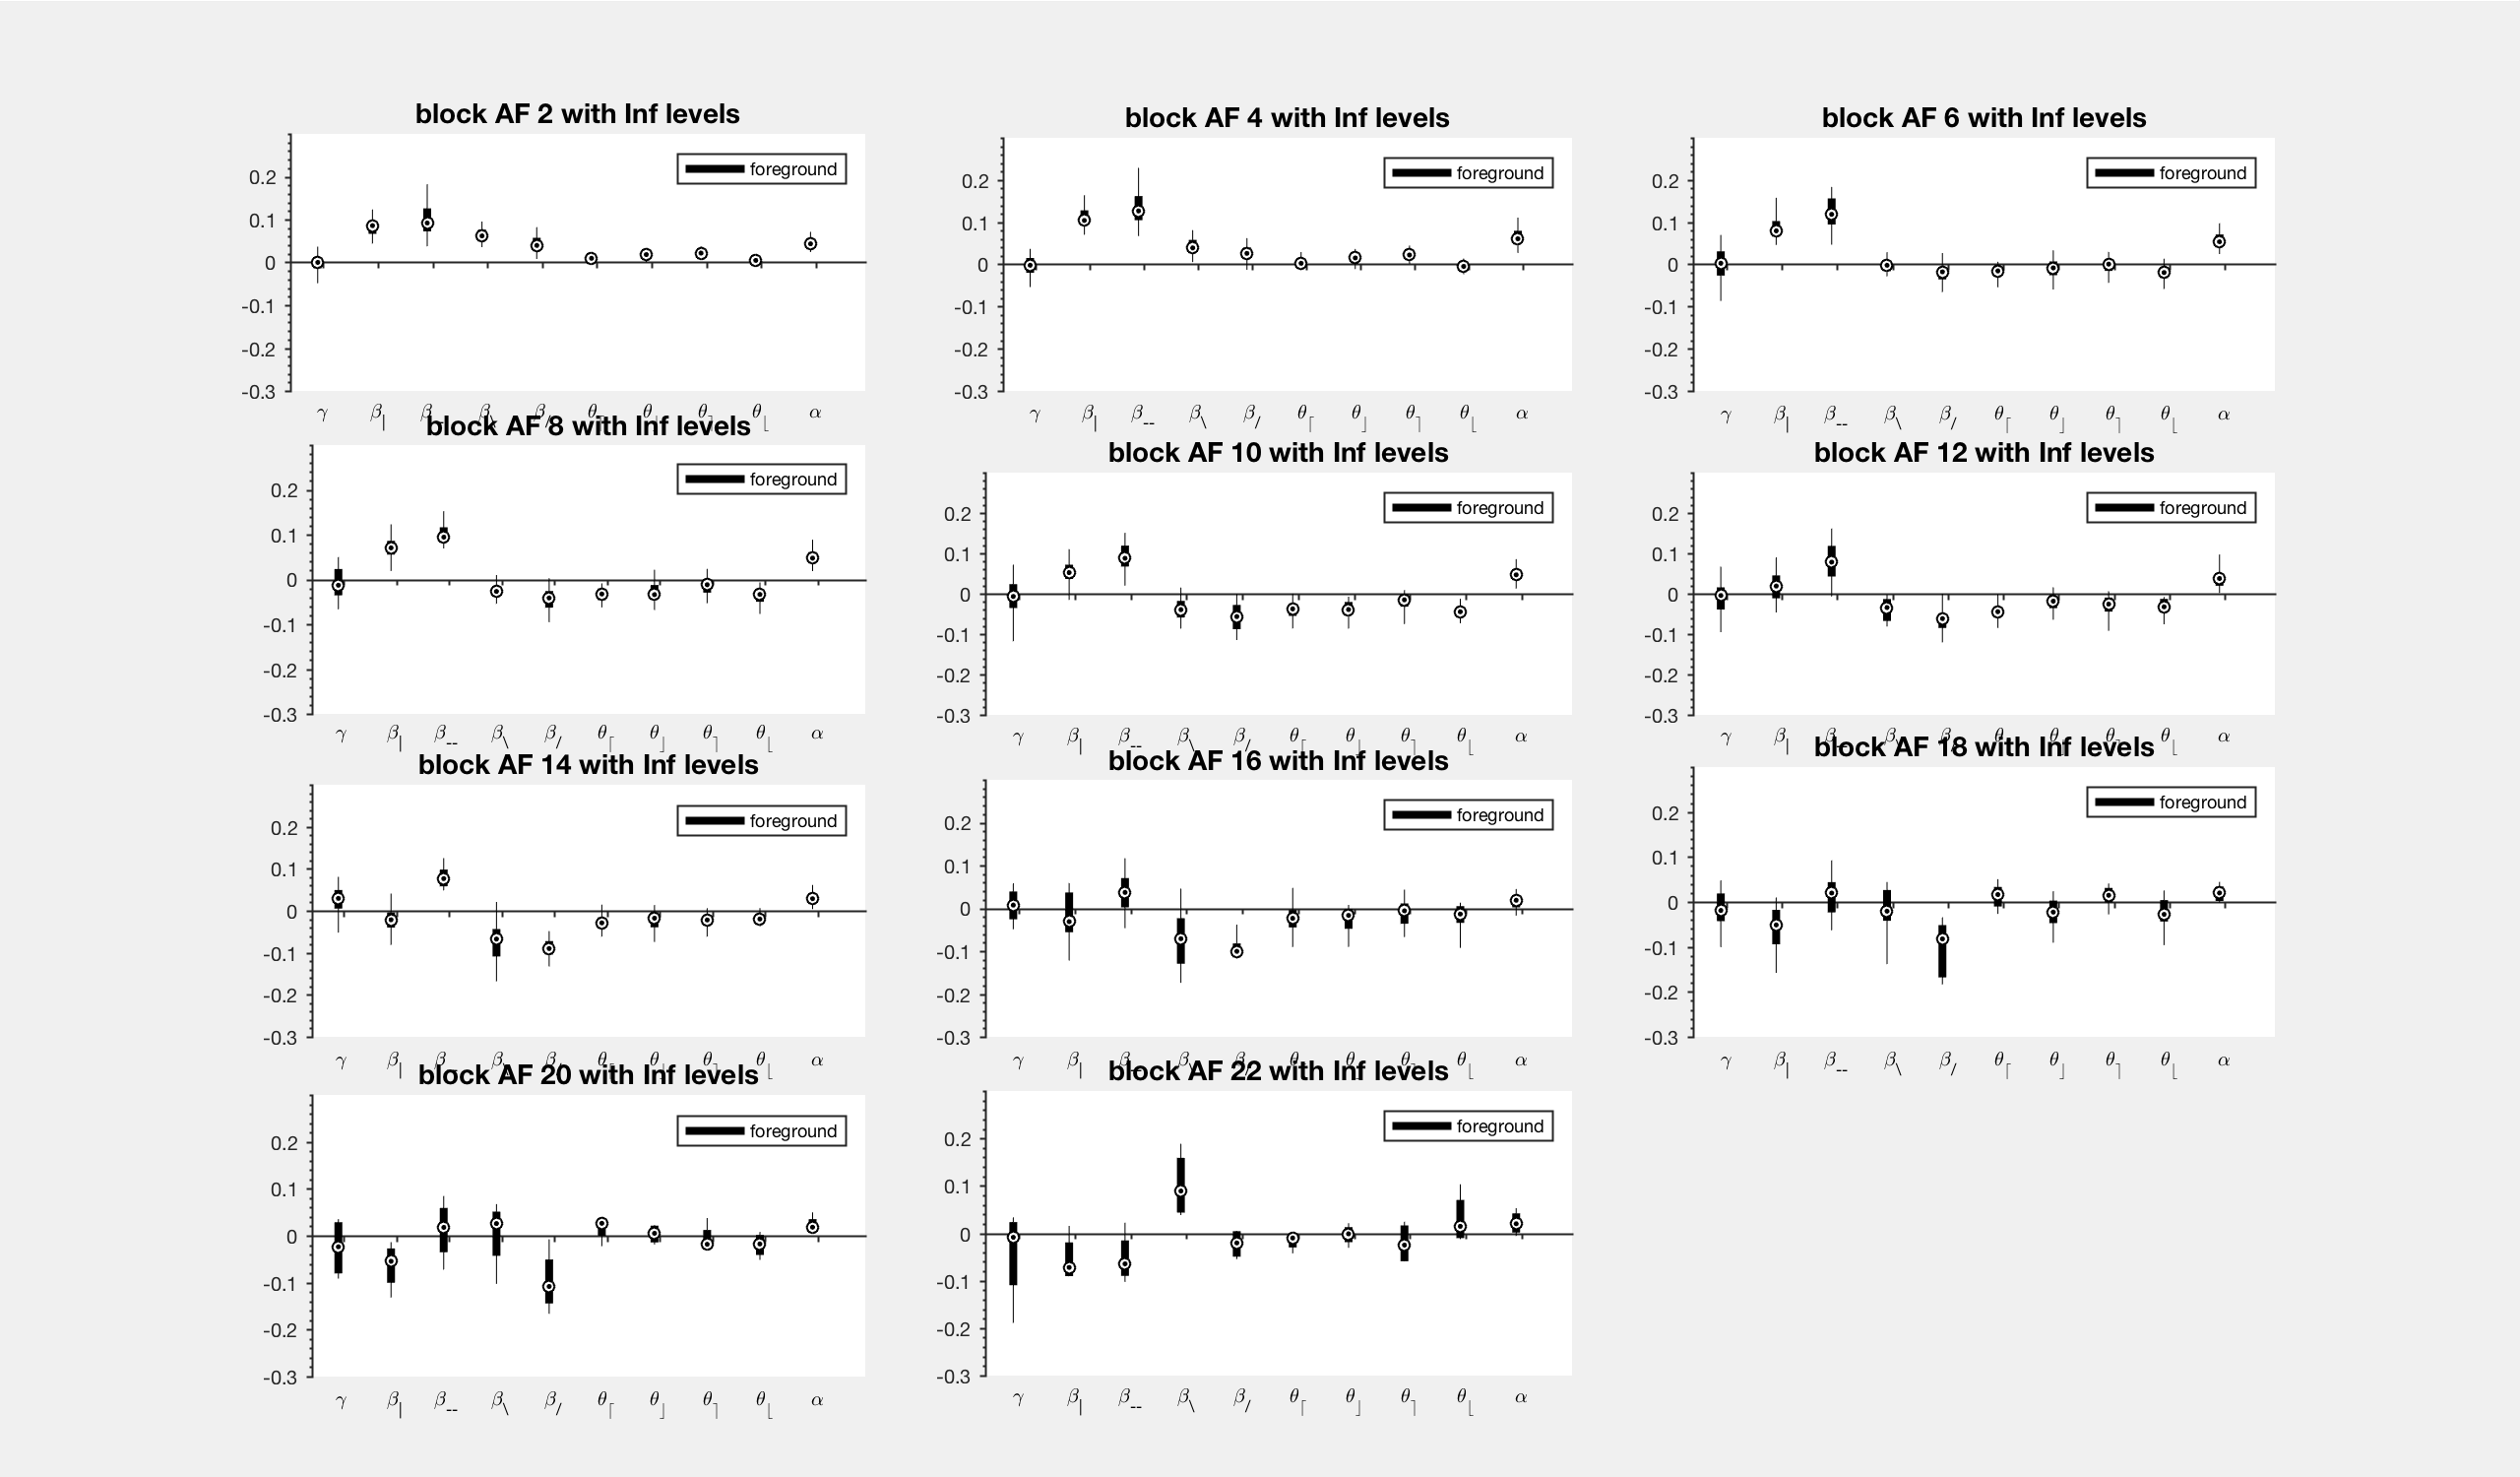 block AF 2 with Inf levels
foreground
0.2
0.1
0
-0.1
-0.2
-0.3
γ β| β θ α
block AF 4 with Inf levels
foreground
0.2
0.1
0
-0.1
-0.2
-0.3
γ β| β-- β\ β/ θ⌈ θ⌋ θ⌉ θ⌊ α
block AF 6 with Inf levels
foreground
0.2
0.1
0
-0.1
-0.2
-0.3
γ β| β-- β\ β/ θ⌈ θ⌋ θ⌉ θ⌊ α
block AF 8 with Inf levels
foreground
0.2
0.1
0
-0.1
-0.2
-0.3
γ β| β-- β\ β/ θ⌈ θ⌋ θ⌉ θ⌊ α
block AF 10 with Inf levels
foreground
0.2
0.1
0
-0.1
-0.2
-0.3
γ β| β-- β\ β/ θ⌈ θ⌋ θ⌉ θ⌊ α
block AF 12 with Inf levels
foreground
0.2
0.1
0
-0.1
-0.2
-0.3
γ β| θ⌊ α
block AF 14 with Inf levels
foreground
0.2
0.1
0
-0.1
-0.2
-0.3
γ β| θ⌊ α
block AF 16 with Inf levels
foreground
0.2
0.1
0
-0.1
-0.2
-0.3
γ β| θ⌊ α
block AF 18 with Inf levels
foreground
0.2
0.1
0
-0.1
-0.2
-0.3
γ β| β-- β\ β/ θ⌈ θ⌋ θ⌉ θ⌊ α
block AF 20 with Inf levels
foreground
0.2
0.1
0
-0.1
-0.2
-0.3
γ β| β-- β\ β/ θ⌈ θ⌋ θ⌉ θ⌊ α
block AF 22 with Inf levels
foreground
0.2
0.1
0
-0.1
-0.2
-0.3
γ β| β-- β\ β/ θ⌈ θ⌋ θ⌉ θ⌊ α